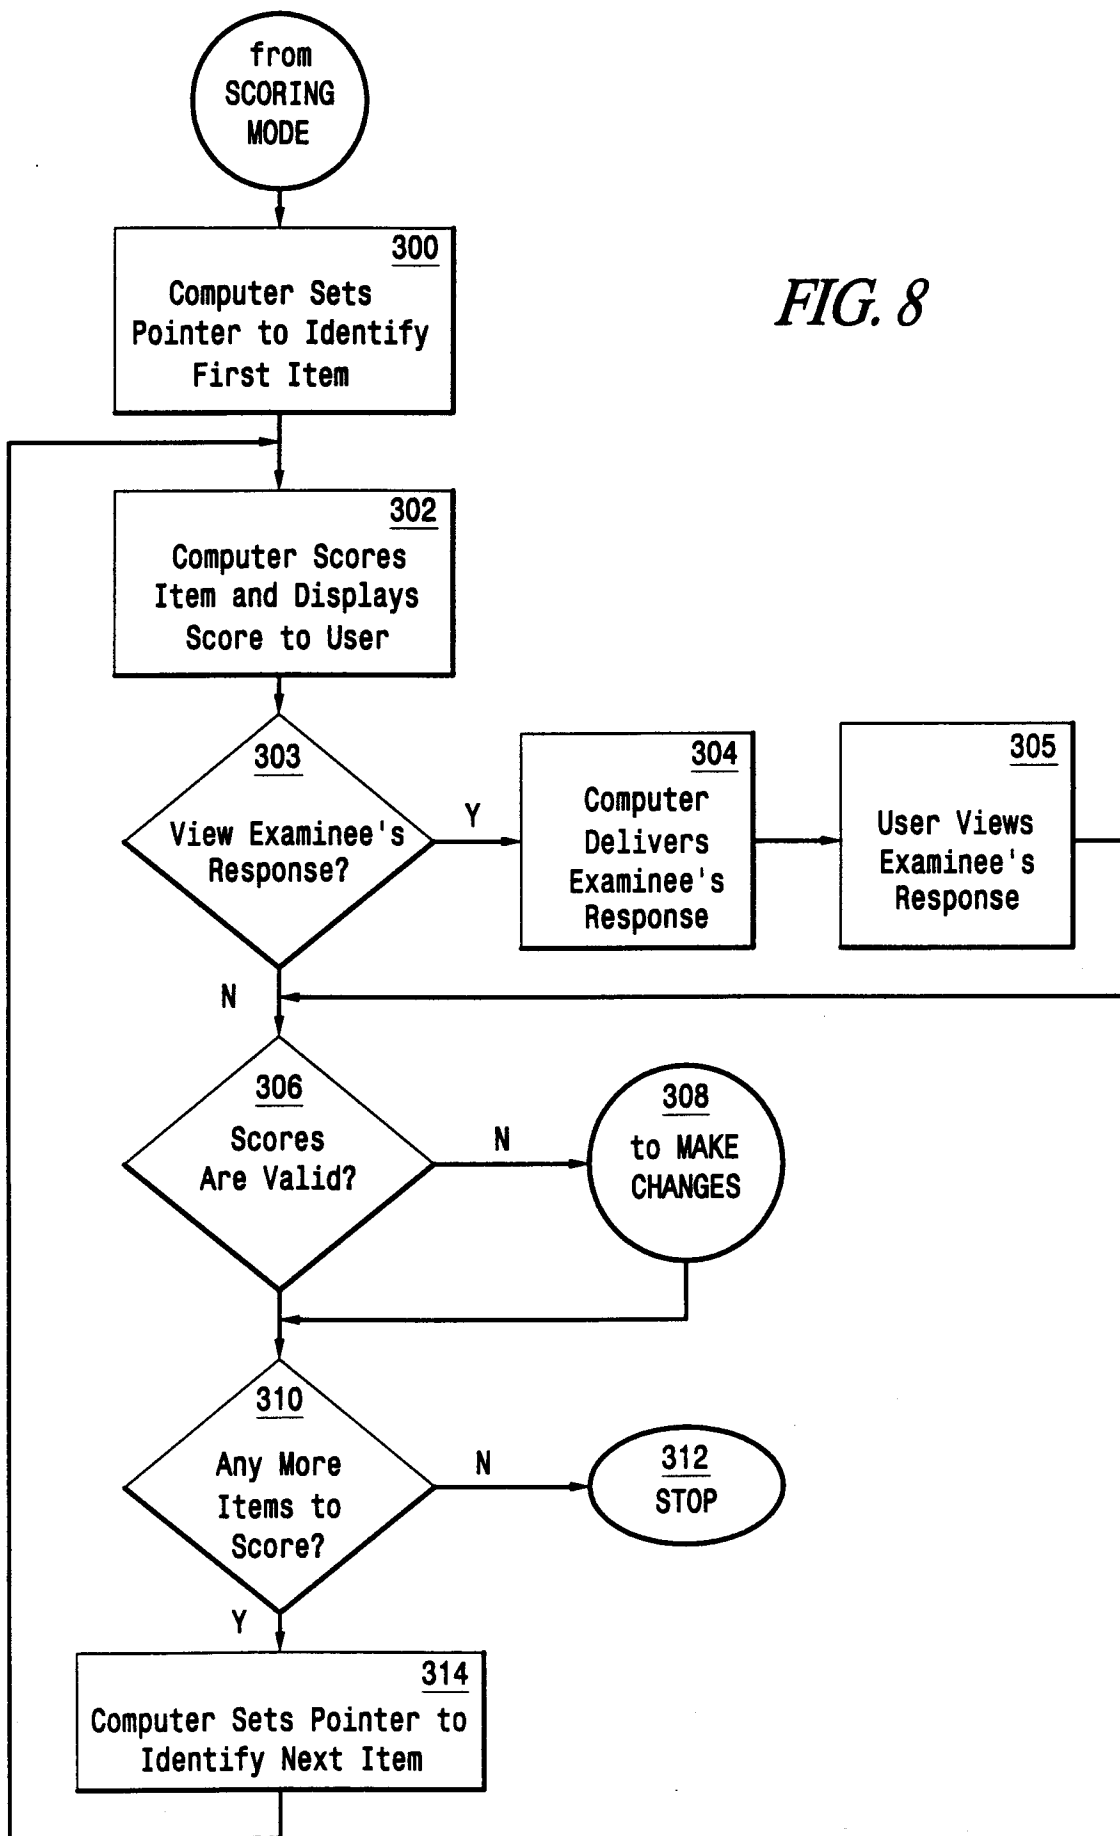 from
SCORING
MODE
300
Computer Sets
Pointer to Identify
First Item
FIG. 8
302
Computer Scores
Item and Displays
Score to User
303
View Examinee's
Response?
Y
304
Computer
Delivers
Examinee's
Response
305
User Views
Examinee's
Response
N
306
Scores
Are Valid?
N
308
to MAKE
CHANGES
310
Any More
Items to
Score?
N
312
STOP
Y
314
Computer Sets Pointer to
Identify Next Item